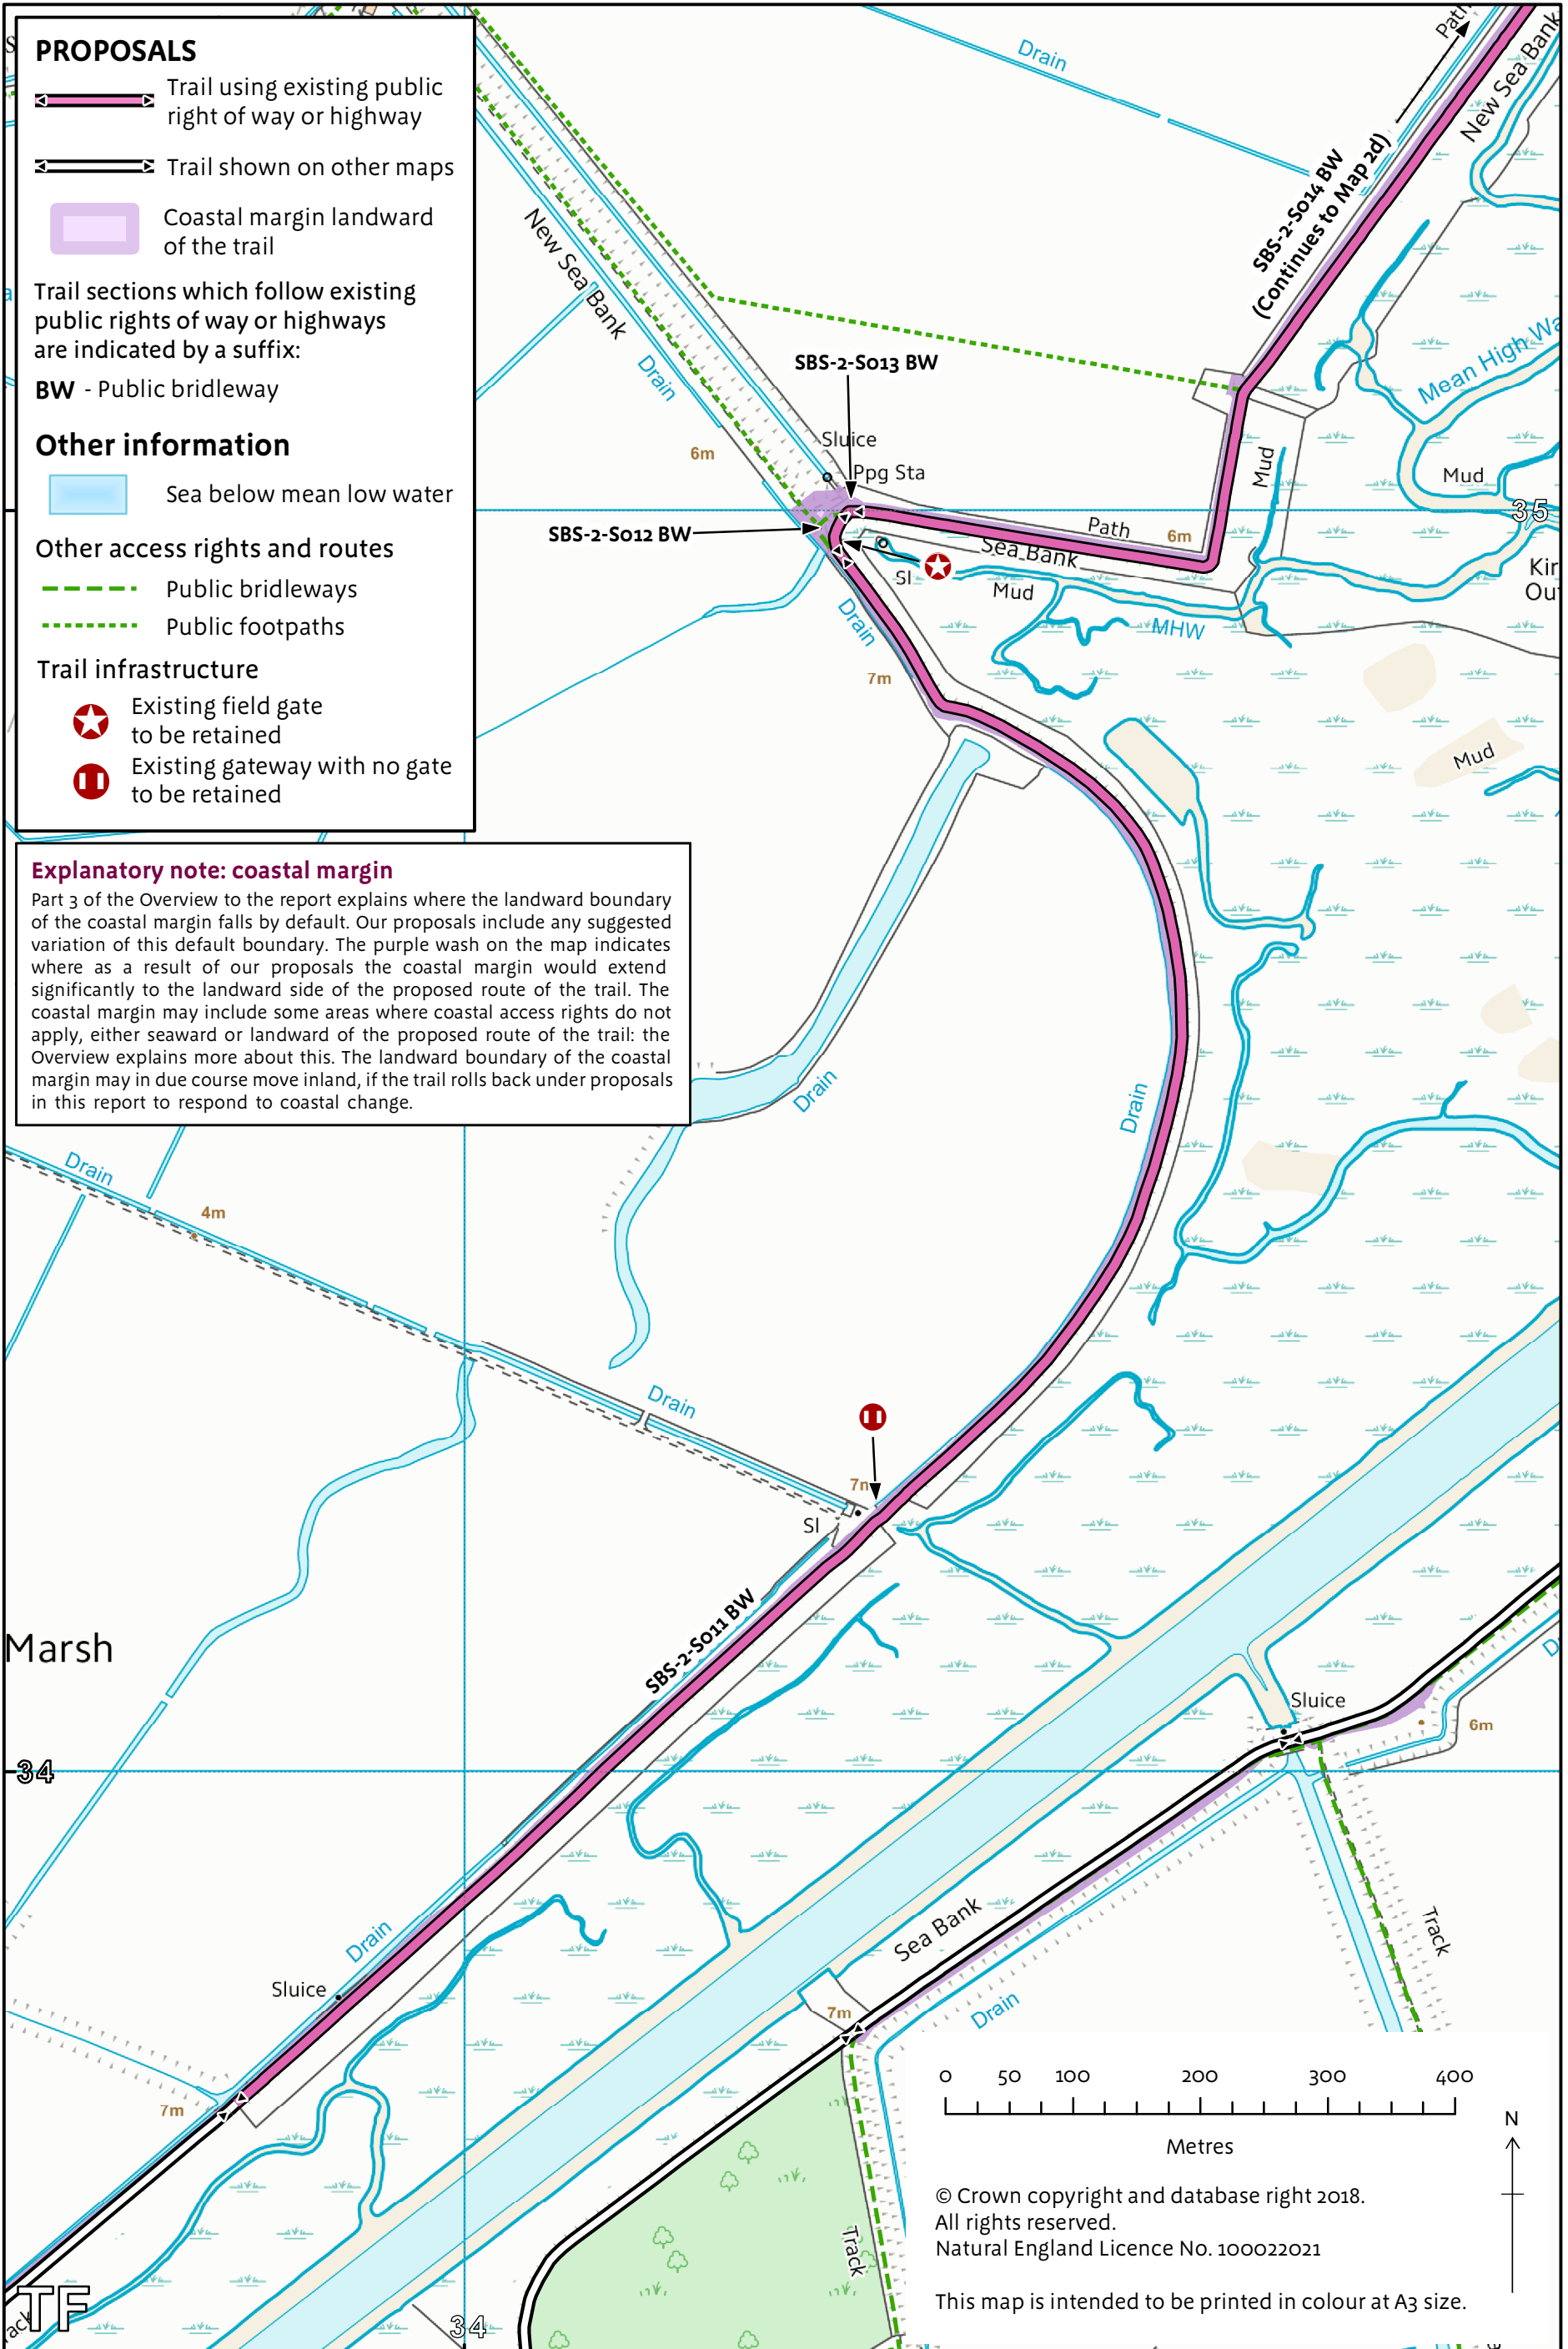 PROPOSALS
Trail using existing public
right of way or highway
Trail shown on other maps
Coastal margin landward
of the trail
Trail sections which follow existing
public rights of way or highways
are indicated by a suffix:
BW - Public bridleway
Other information
Sea below mean low water
Other access rights and routes
Public bridleways
Public footpaths
Trail infrastructure
Existing field gate
to be retained
Existing gateway with no gate
to be retained
Explanatory note: coastal margin
Part 3 of the Overview to the report explains where the landward boundary
of the coastal margin falls by default. Our proposals include any suggested
variation of this default boundary. The purple wash on the map indicates
where as a result of our proposals the coastal margin would extend
significantly to the landward side of the proposed route of the trail. The
coastal margin may include some areas where coastal access rights do not
apply, either seaward or landward of the proposed route of the trail: the
Overview explains more about this. The landward boundary of the coastal
margin may in due course move inland, if the trail rolls back under proposals
in this report to respond to coastal change.
Drain
Path
New Sea Bank
SBS-2-S014 BW
(Continues to Map 2d)
New Sea Bank
Drain
Mean High Wa
SBS-2-S013 BW
Sluice
6m
Ppg Sta
Mud
Mud
35
SBS-2-S012 BW
Path
6m
Sea Bank
Sl
Mud
Kir
Out
MHW
Drain
7m
Mud
Drain
Drain
Drain
4m
Drain
7m
Sl
SBS-2-S011 BW
Marsh
Sluice
6m
34
Drain
Sea Bank
Track
Sluice
7m
Drain
7m
Track
TF
34
ack
0 50 100 200 300 400
Metres
N
© Crown copyright and database right 2018.
All rights reserved.
Natural England Licence No. 100022021
This map is intended to be printed in colour at A3 size.